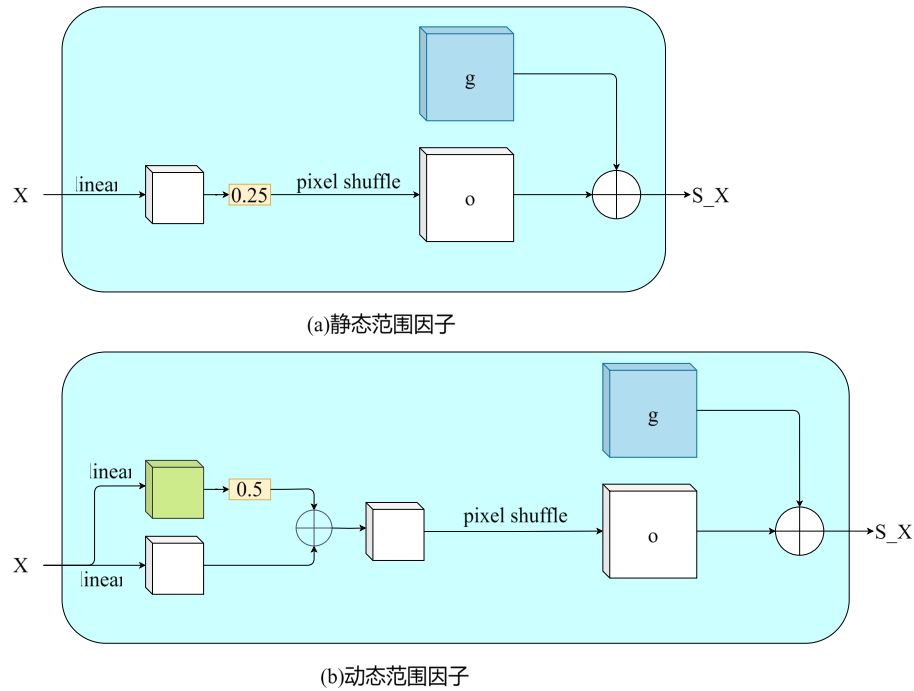 g
X
linear
0.25
pixel shuffle
o
S_X
(a)静态范围因子
g
linear
0.5
pixel shuffle
o
S_X
X
linear
(b)动态范围因子